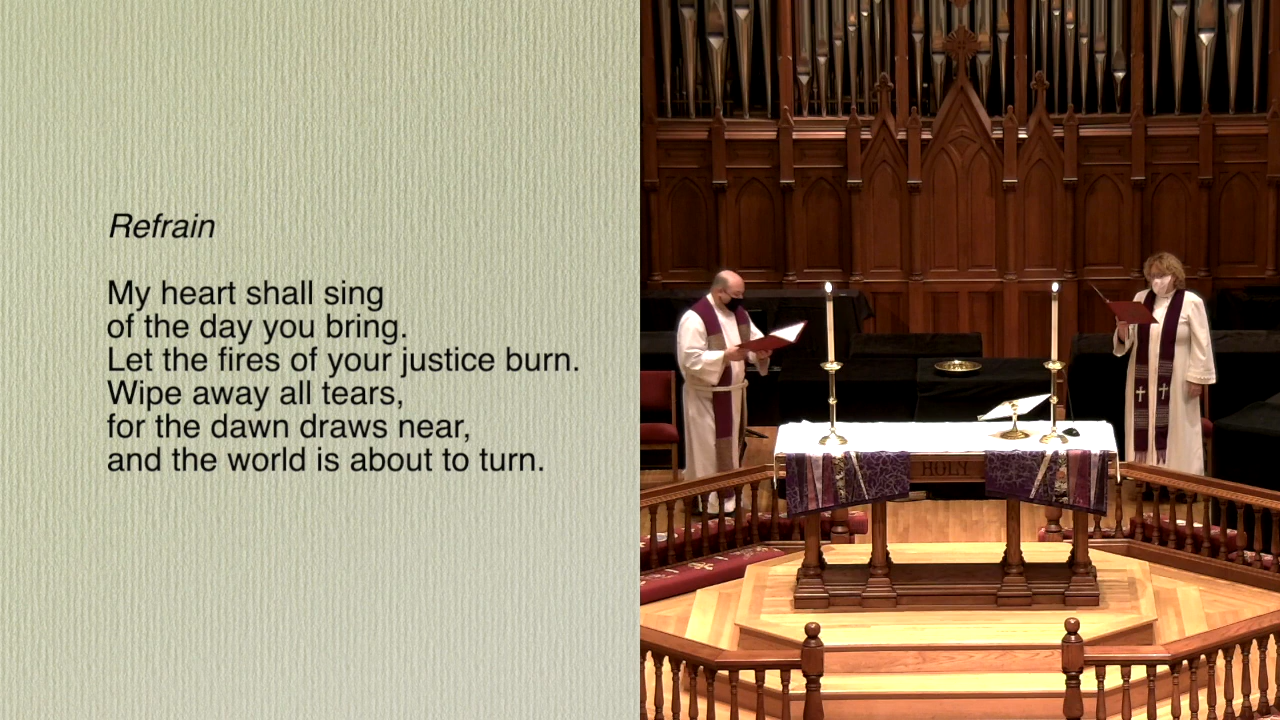 Refrain
My heart shall sing
of the day you bring.
Let the fires of your justice burn.
Wipe away all tears,
for the dawn draws near,
and the world is about to turn.
HOLY